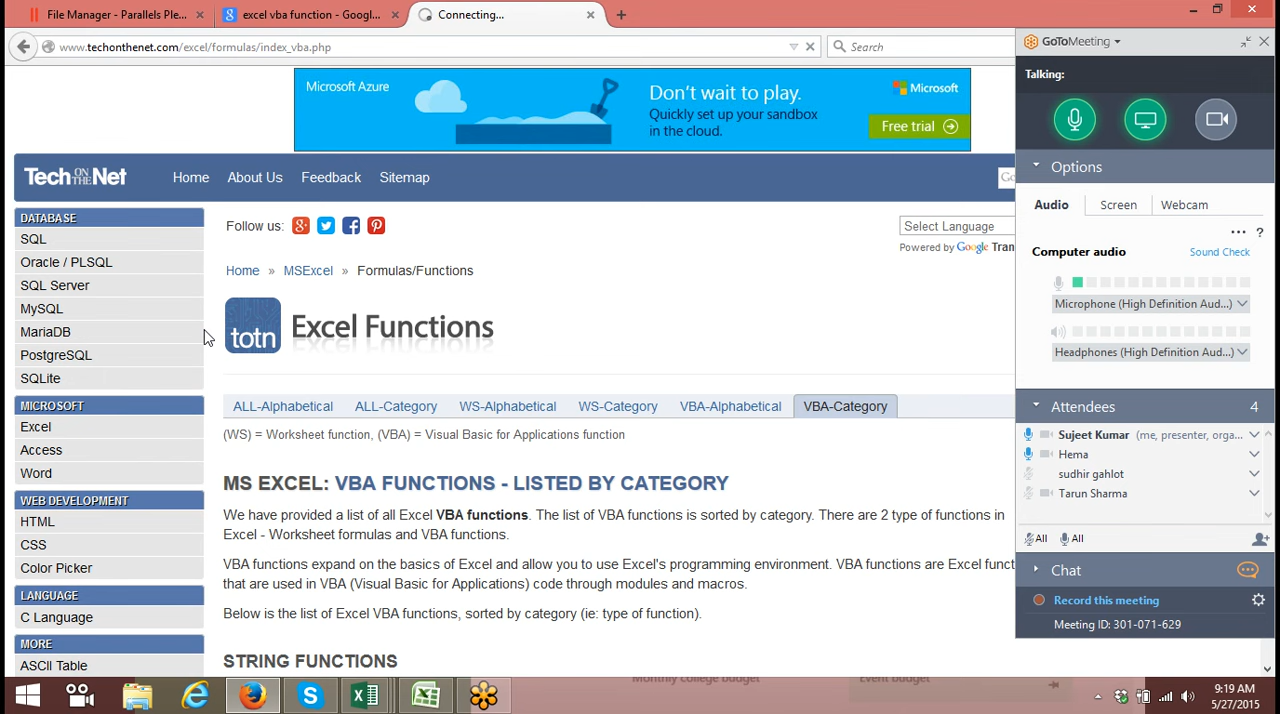 File Manager - Parallels Ple...
excel vba function - Googl...
Connecting...
www.techonthenet.com/excel/formulas/index_vba.php
Search
Microsoft Azure
Don't wait to play.
Quickly set up your sandbox
in the cloud.
Microsoft
Free trial
TECH ON THE NET
Home
About Us
Feedback
Sitemap
Go
DATABASE
SQL
Oracle / PLSQL
SQL Server
MySQL
MariaDB
PostgreSQL
SQLite
MICROSOFT
Excel
Access
Word
WEB DEVELOPMENT
HTML
CSS
Color Picker
LANGUAGE
C Language
MORE
ASCII Table
Follow us:
Select Language
Powered by Google Tran
Home » MSExcel » Formulas/Functions
totn Excel Functions
ALL-Alphabetical
ALL-Category
WS-Alphabetical
WS-Category
VBA-Alphabetical
VBA-Category
(WS) = Worksheet function, (VBA) = Visual Basic for Applications function
MS EXCEL: VBA FUNCTIONS - LISTED BY CATEGORY
We have provided a list of all Excel VBA functions. The list of VBA functions is sorted by category. There are 2 type of functions in
Excel - Worksheet formulas and VBA functions.
VBA functions expand on the basics of Excel and allow you to use Excel's programming environment. VBA functions are Excel funct
that are used in VBA (Visual Basic for Applications) code through modules and macros.
Below is the list of Excel VBA functions, sorted by category (ie: type of function).
STRING FUNCTIONS
Monthly college budget
Event budget
GoToMeeting
Talking:
Options
Audio
Screen
Webcam
Computer audio
Sound Check
Microphone (High Definition Aud...)
Headphones (High Definition Aud...)
Attendees
4
Sujeet Kumar (me, presenter, orga...
Hema
sudhir gahlot
Tarun Sharma
All
All
Chat
Record this meeting
Meeting ID: 301-071-629
9:19 AM
5/27/2015